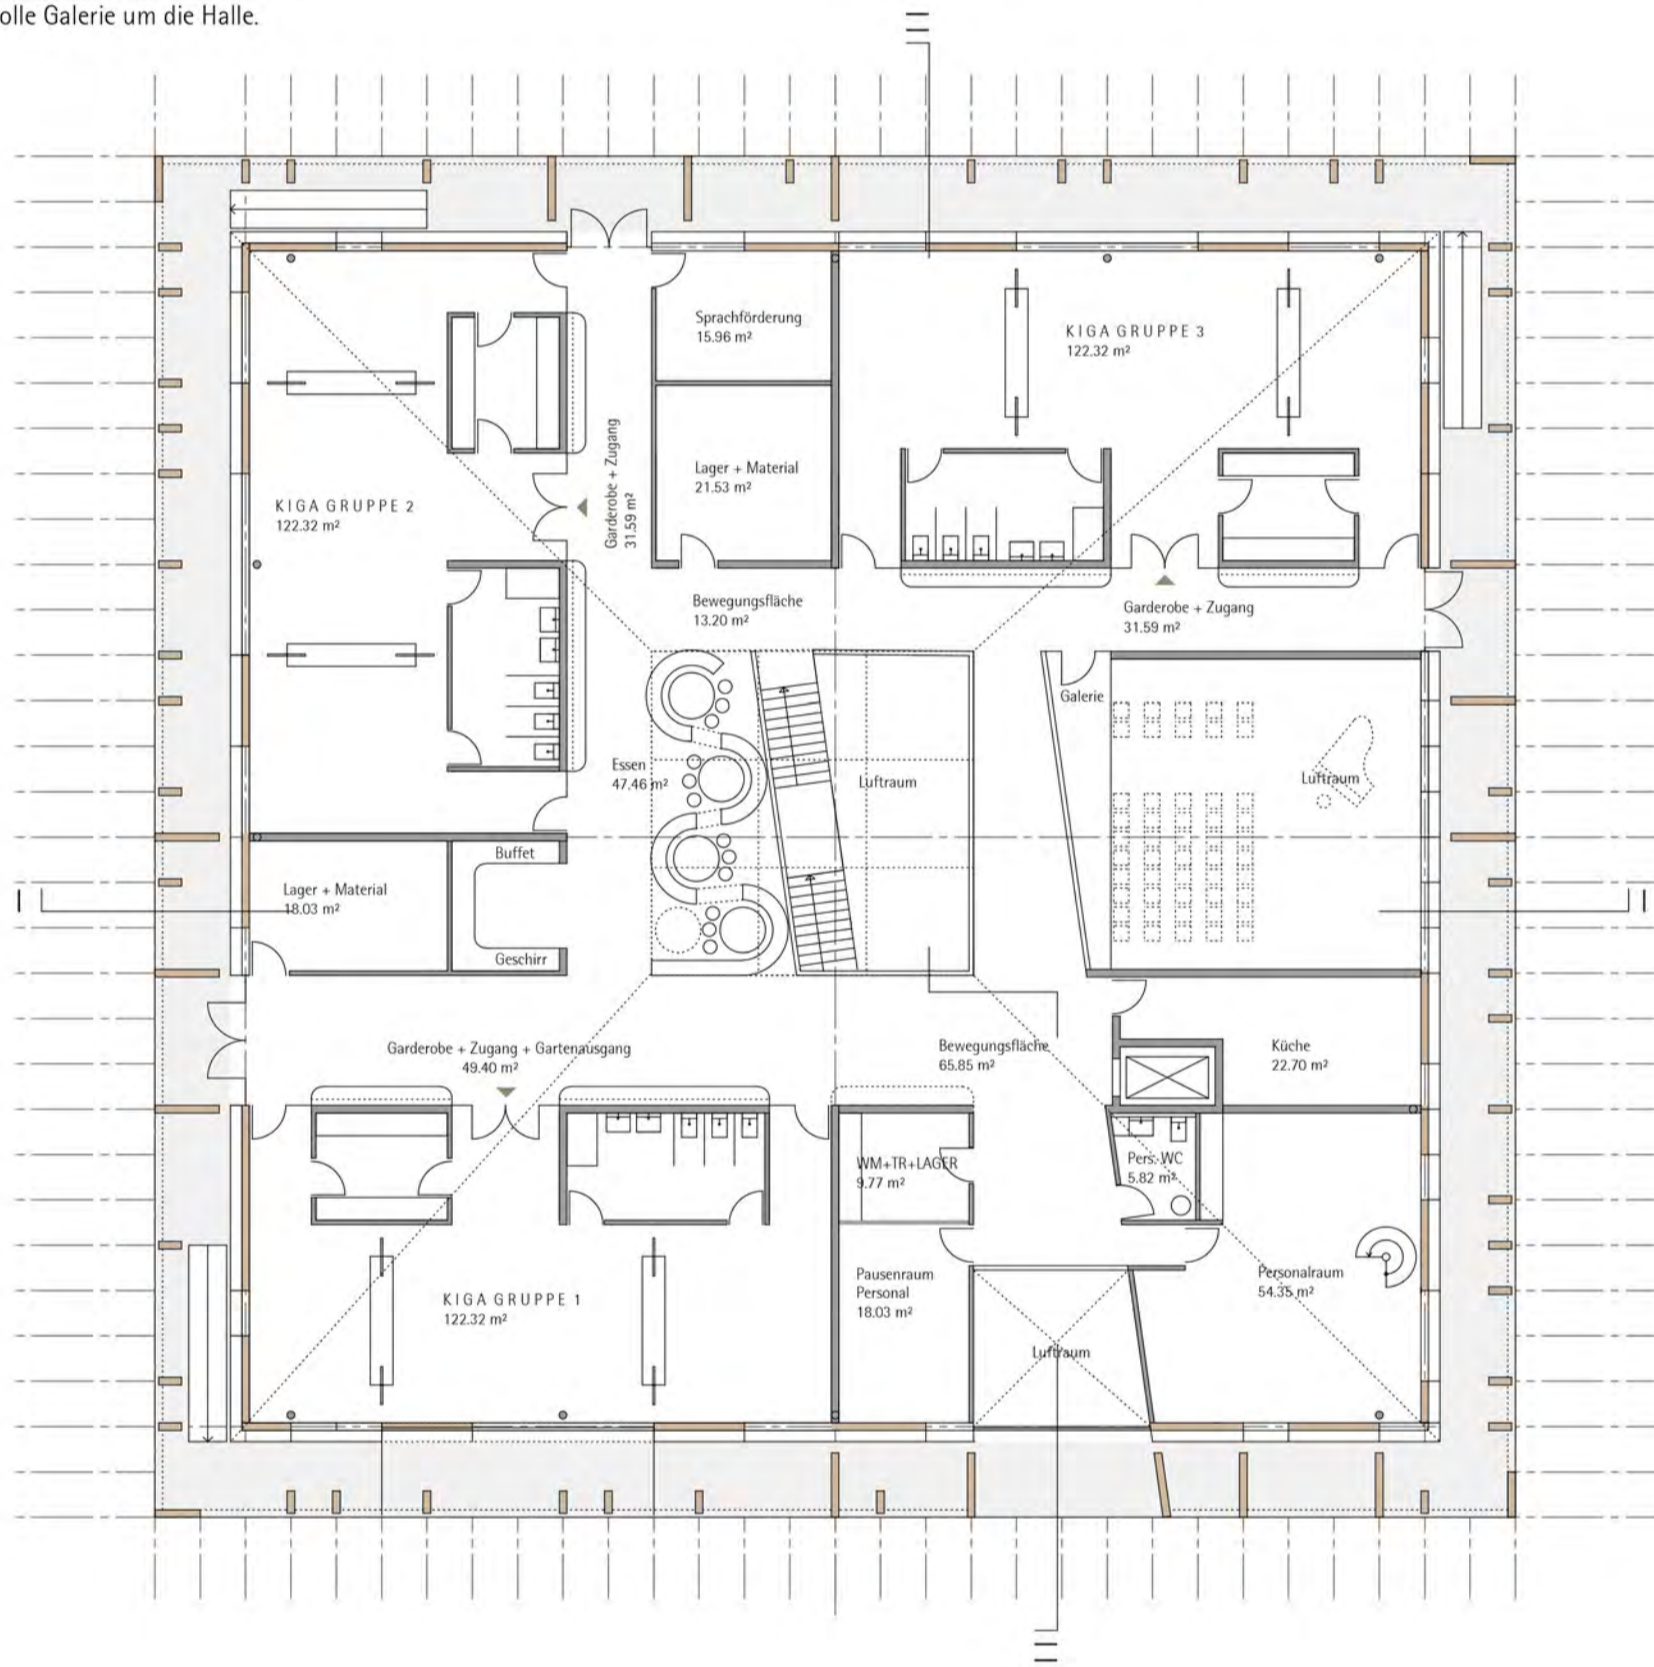 olle Galerie um die Halle.
II
Sprachförderung
15.96 m²
KIGA GRUPPE 3
122.32 m²
Garderobe + Zugang
31.59 m²
Lager + Material
21.53 m²
KIGA GRUPPE 2
122.32 m²
Bewegungsfläche
13.20 m²
Garderobe + Zugang
31.59 m²
Galerie
Essen
47.46 m²
Luftraum
Luftraum
Buffet
Lager + Material
18.03 m²
Geschirr
I
I
Garderobe + Zugang + Gartenausgang
49.40 m²
Bewegungsfläche
65.85 m²
Küche
22.70 m²
WM+TR+LAGER
9.77 m²
Pers.-WC
5.82 m²
Pausenraum
Personal
18.03 m²
Personalraum
54.35 m²
KIGA GRUPPE 1
122.32 m²
Luftraum
II